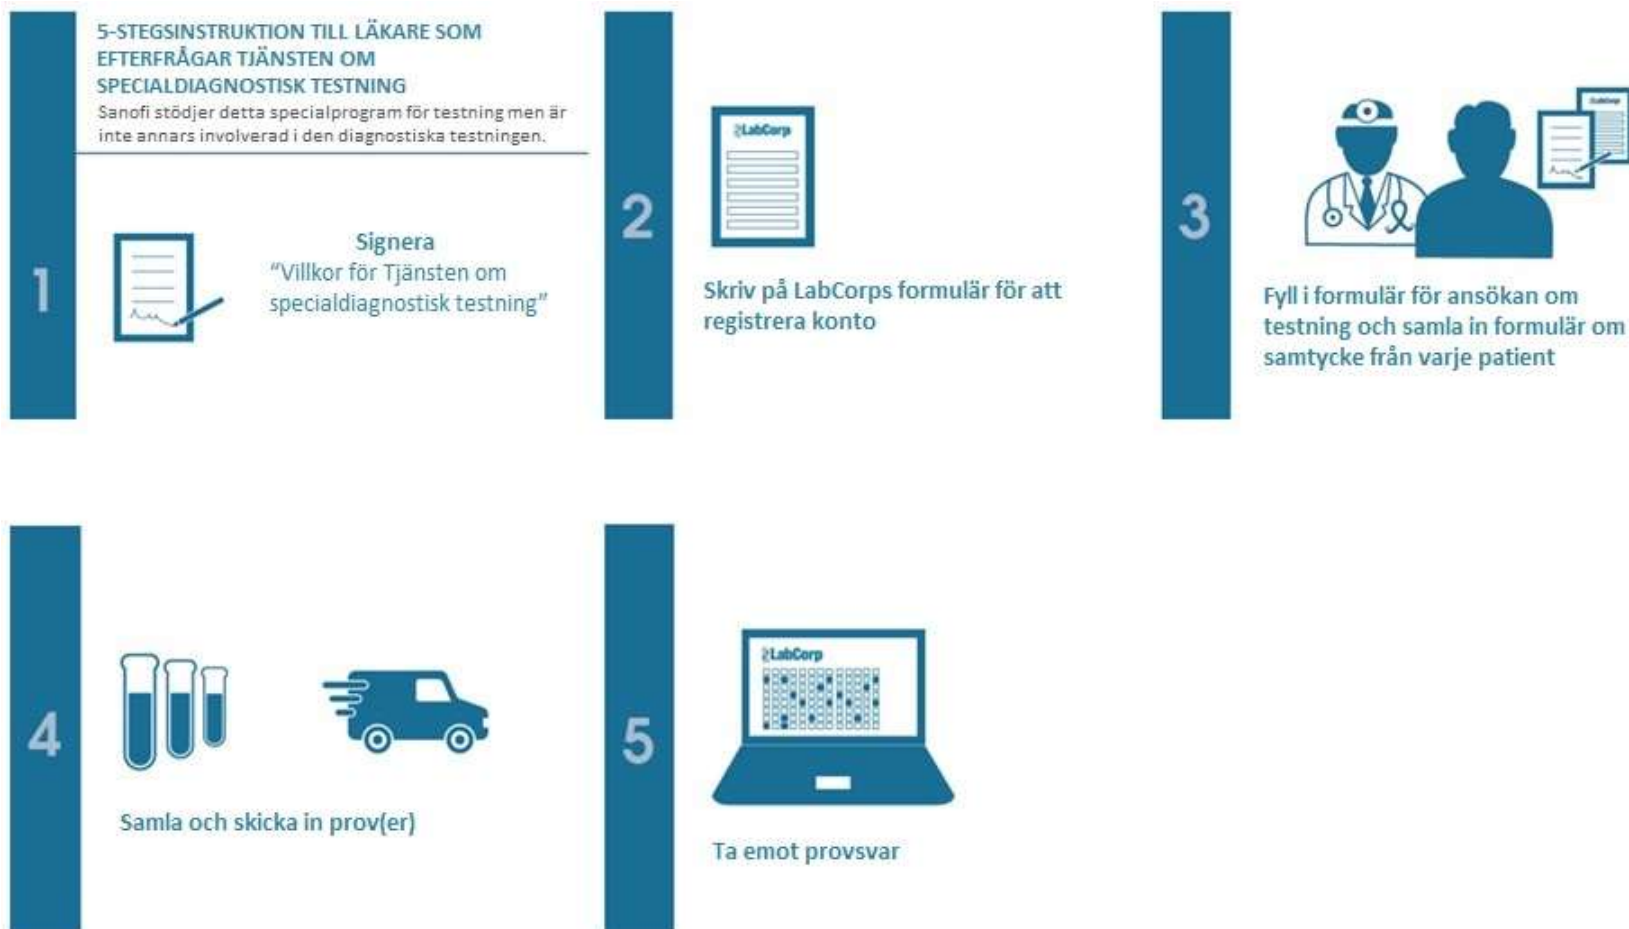 1
5-STEGSINSTRUKTION TILL LÄKARE SOM
EFTERFRÅGAR TJÄNSTEN OM
SPECIALDIAGNOSTISK TESTNING
Sanofi stödjer detta specialprogram för testning men är
inte annars involverad i den diagnostiska testningen.
Signera
“Villkor för Tjänsten om
specialdiagnostisk testning”
2
LabCorp
Skriv på LabCorps formulär för att
registrera konto
3
LabCorp
Fyll i formulär för ansökan om
testning och samla in formulär om
samtycke från varje patient
4
Samla och skicka in prov(er)
5
LabCorp
Ta emot provsvar